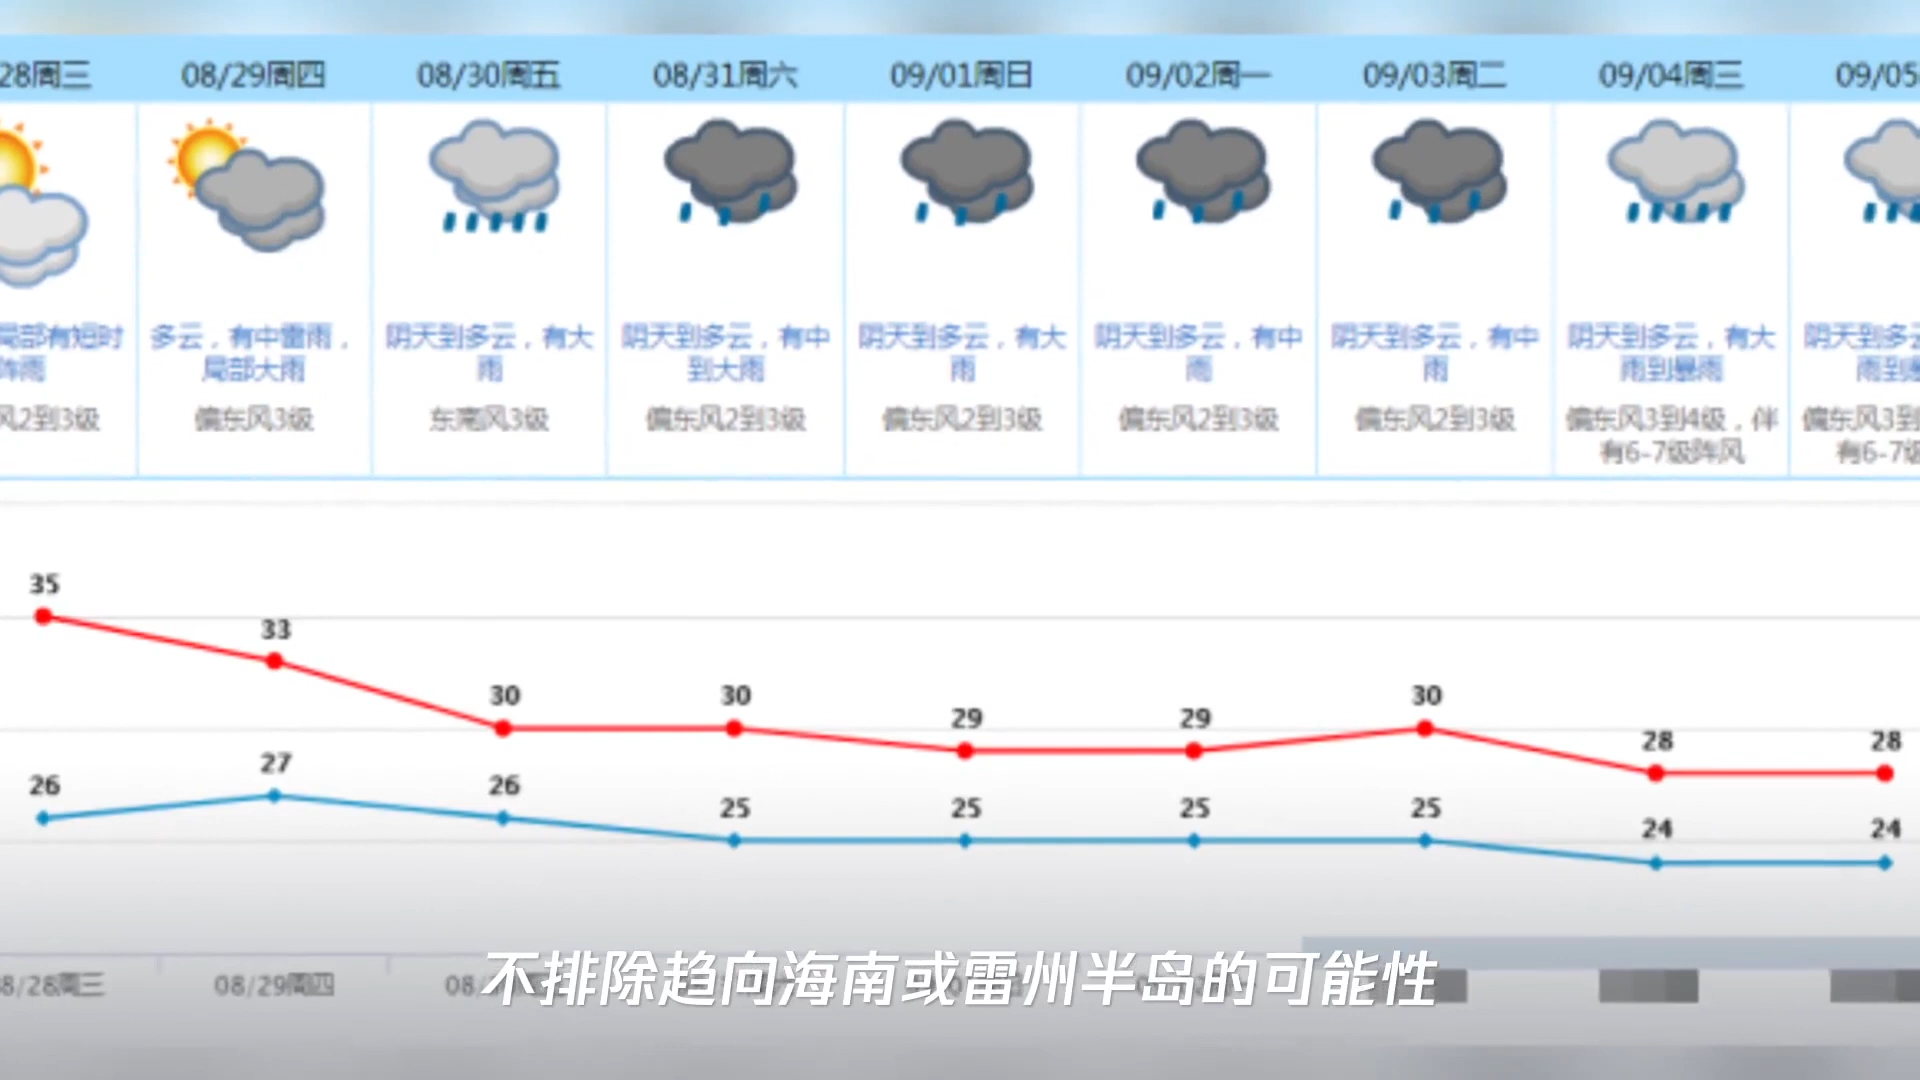 28周三 08/29周四 08/30周五 08/31周六 09/01周日 09/02周一 09/03周二 09/04周三 09/05
局部有短时
阵雨
风2到3级
多云，有中雷雨，
局部大雨
偏东风3级
阴天到多云，有大
雨
东南风3级
阴天到多云，有中
到大雨
偏东风2到3级
阴天到多云，有大
雨
偏东风2到3级
阴天到多云，有中
雨
偏东风2到3级
阴天到多云，有中
雨
偏东风2到3级
阴天到多云，有大
雨到暴雨
偏东风3到4级，伴
有6-7级阵风
阴天到多云
雨到
偏东风3到
有6-7级
35 33 30 30 29 29 30 28 28
26 27 26 25 25 25 25 24 24
8/28周三 08/29周四 08/
不排除趋向海南或雷州半岛的可能性